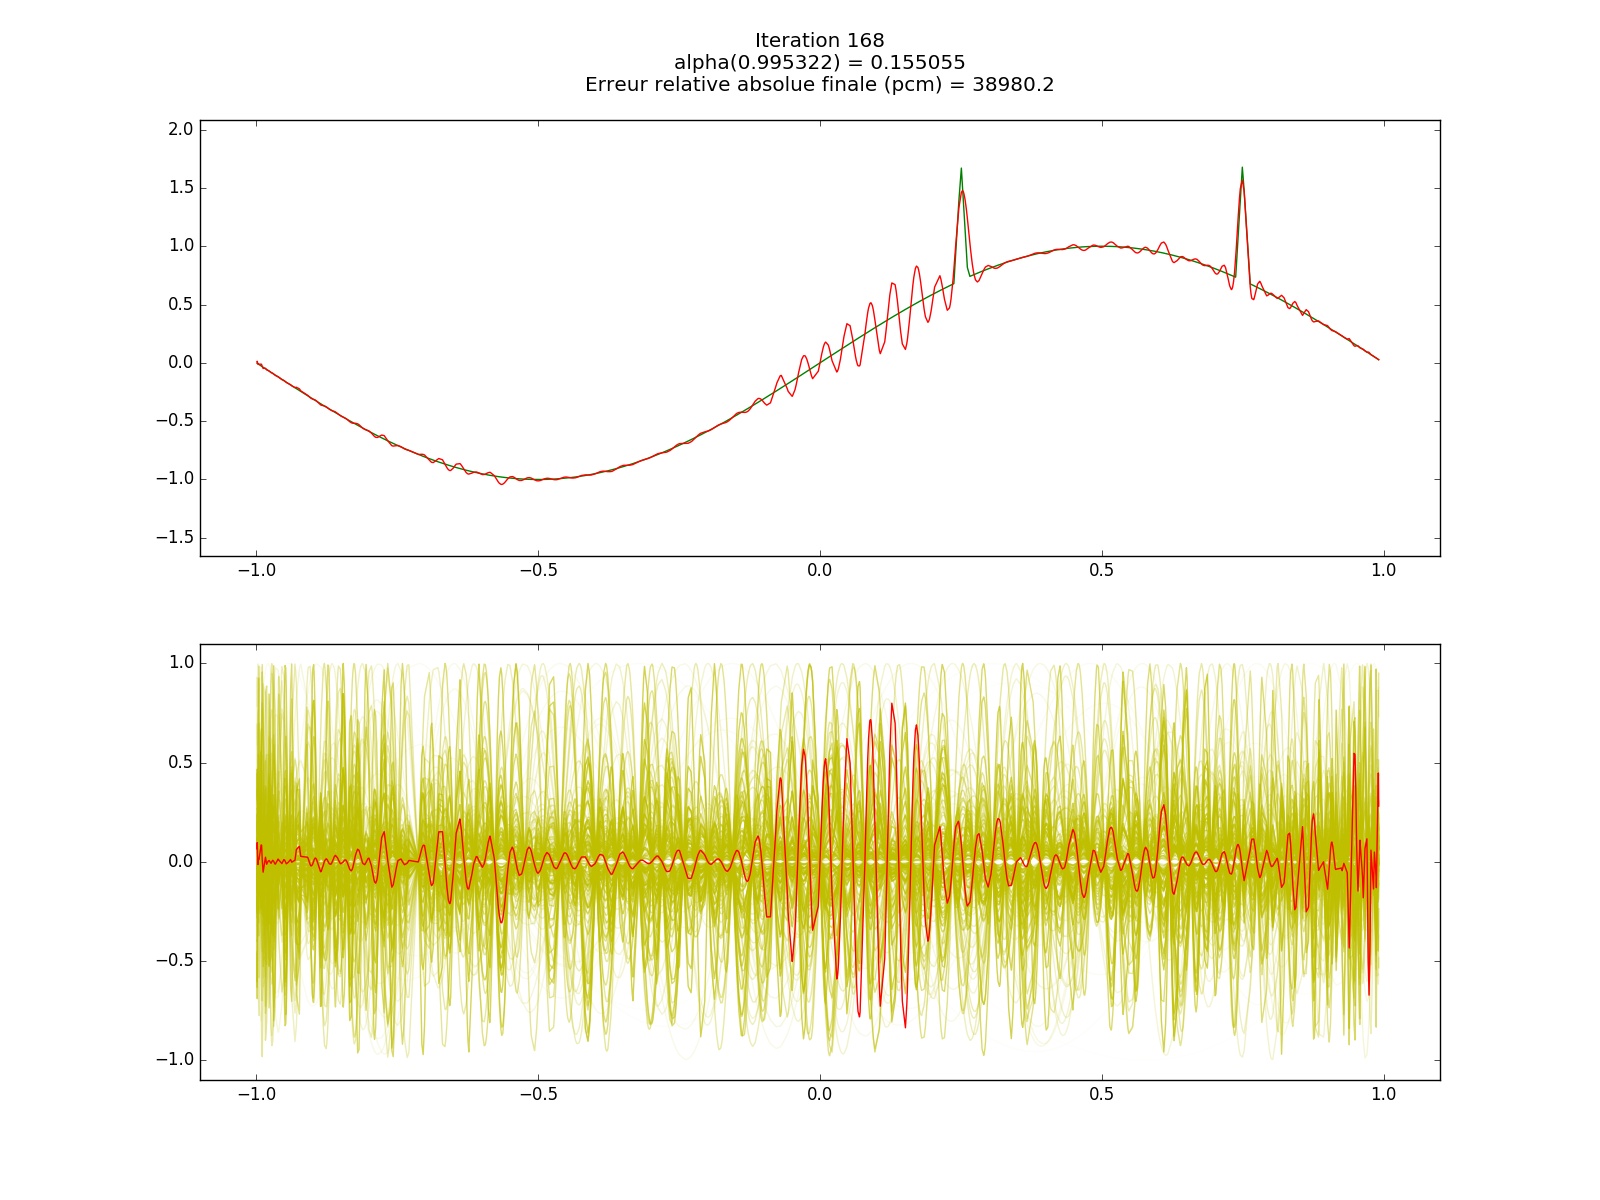 Iteration 168
alpha(0.995322) = 0.155055
Erreur relative absolue finale (pcm) = 38980.2
2.0
1.5
1.0
0.5
0.0
−0.5
−1.0
−1.5
−1.0 −0.5 0.0 0.5 1.0
1.0
0.5
0.0
−0.5
−1.0
−1.0 −0.5 0.0 0.5 1.0